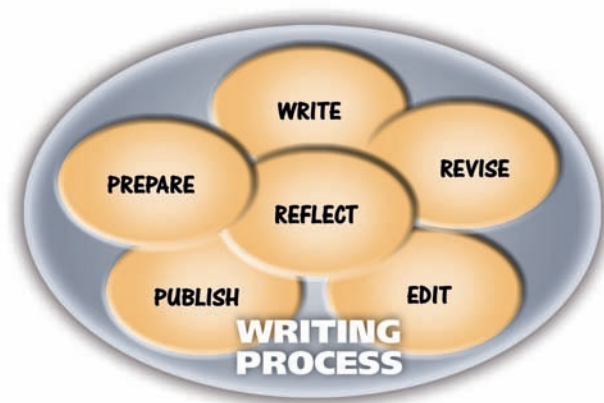 WRITE
PREPARE
REVISE
REFLECT
PUBLISH
EDIT
WRITING
PROCESS